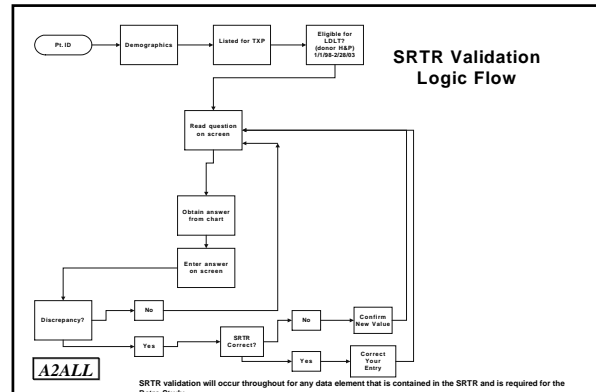 Pt. ID
Demographics
Listed for TXP
Eligible for
LDLT?
(donor H&P)
1/1/98-2/28/03
SRTR Validation
Logic Flow
Read question
on screen
Obtain answer
from chart
Enter answer
on screen
Discrepancy?
No
Yes
SRTR
Correct?
No
Confirm
New Value
Yes
Correct
Your
Entry
A2ALL
SRTR validation will occur throughout for any data element that is contained in the SRTR and is required for the